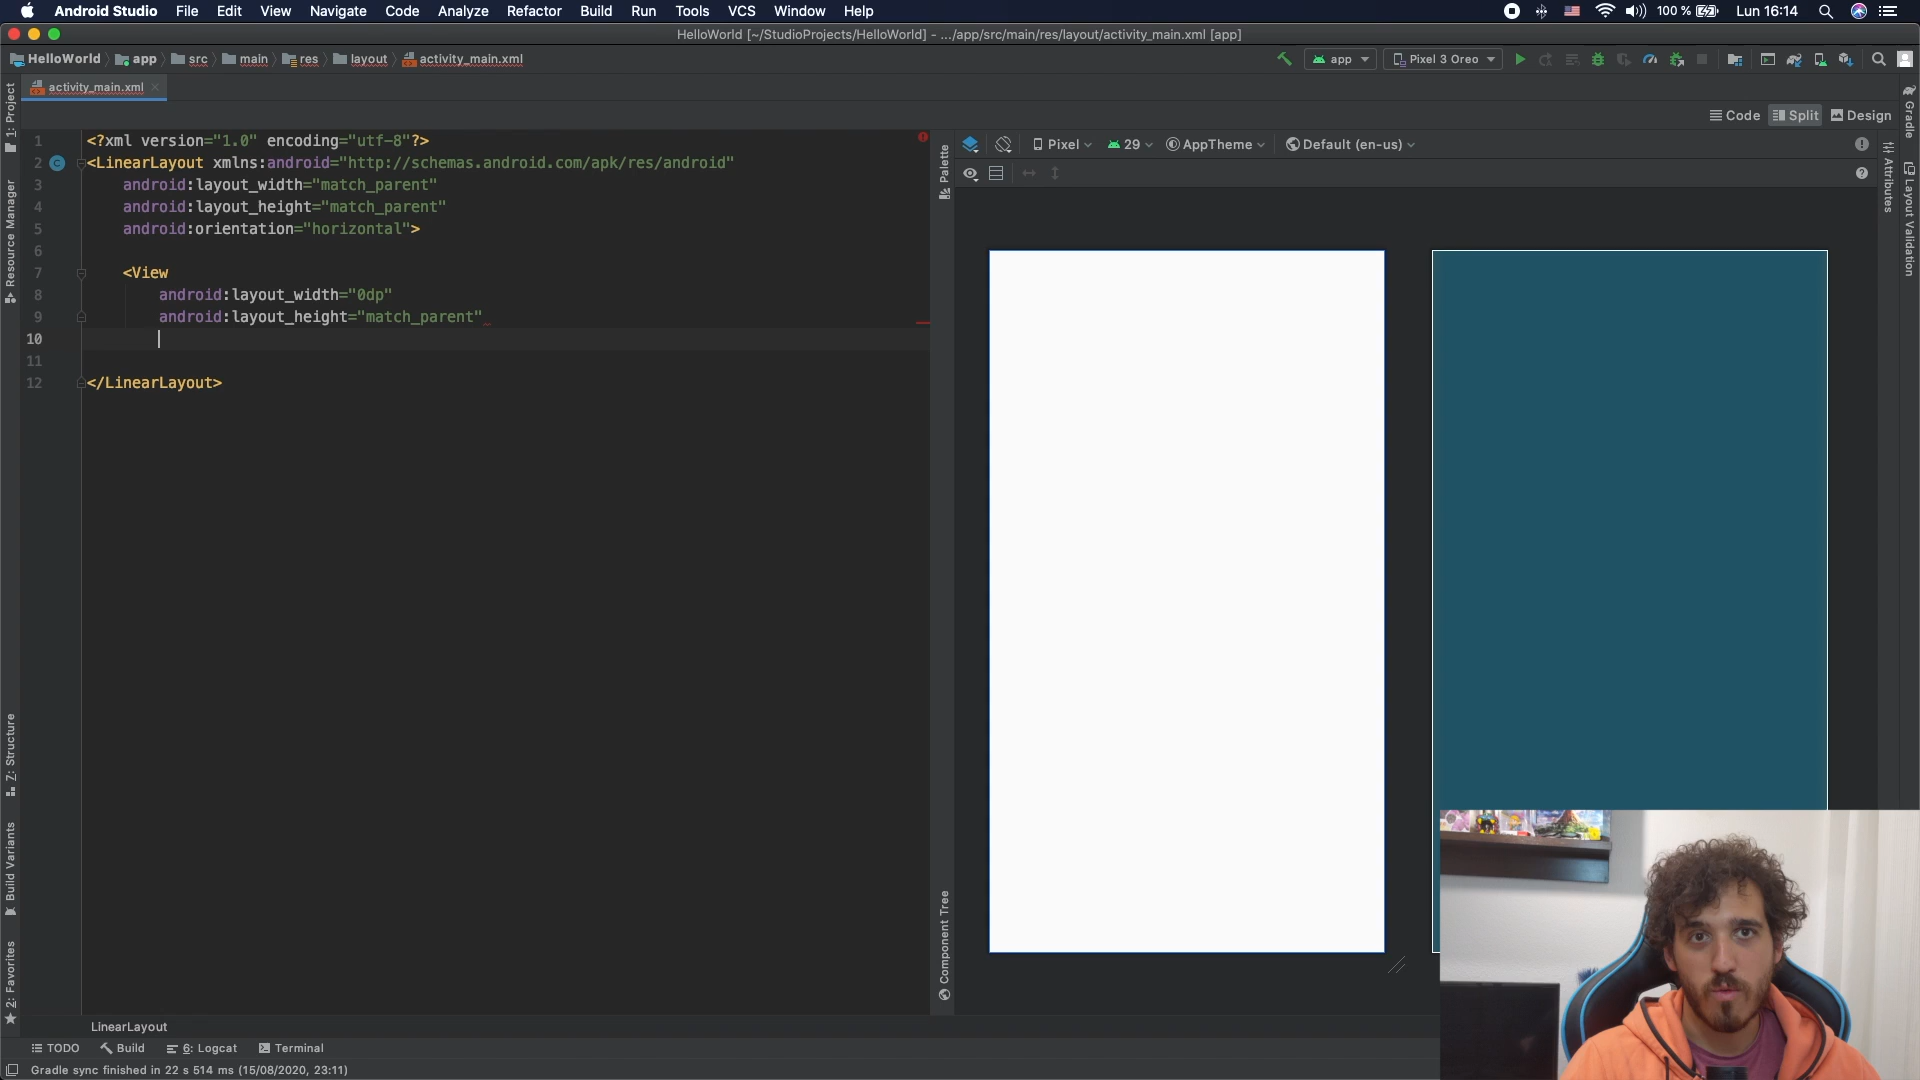 Android Studio File Edit View Navigate Code Analyze Refactor Build Run Tools VCS Window Help 100 % Lun 16:14
HelloWorld [~/StudioProjects/HelloWorld] - .../app/src/main/res/layout/activity_main.xml [app]
HelloWorld app src main res layout activity_main.xml app Pixel 3 Oreo
activity_main.xml
Code Split Design
Pixel 29 AppTheme Default (en-us)
1 <?xml version="1.0" encoding="utf-8"?>
2 <LinearLayout xmlns:android="http://schemas.android.com/apk/res/android"
3 android:layout_width="match_parent"
4 android:layout_height="match_parent"
5 android:orientation="horizontal">
6
7 <View
8 android:layout_width="0dp"
9 android:layout_height="match_parent"
10
11
12 </LinearLayout>
1: Project
Resource Manager
Z: Structure
Build Variants
2: Favorites
Palette
Component Tree
Gradle
Attributes
Layout Validation
LinearLayout
TODO Build 6: Logcat Terminal
Gradle sync finished in 22 s 514 ms (15/08/2020, 23:11)